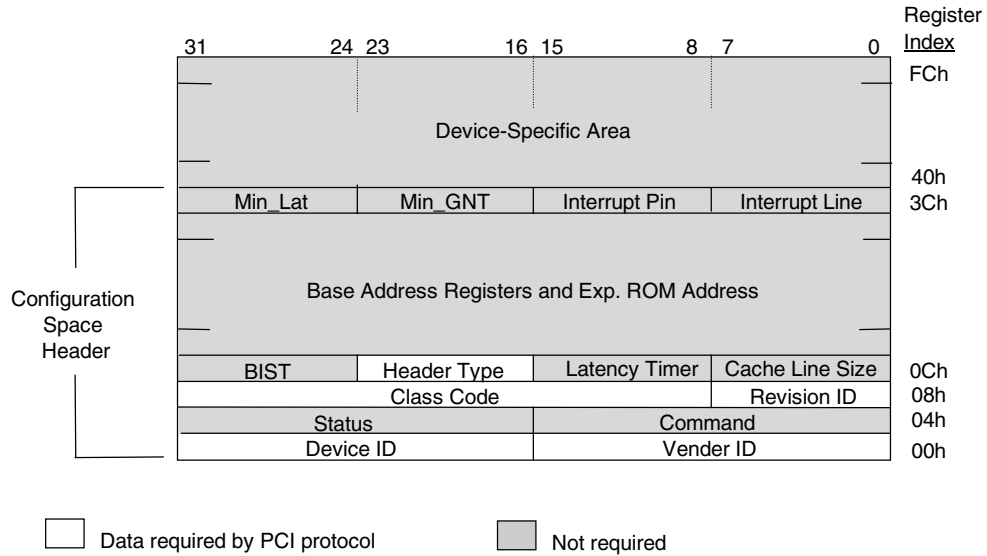 Register
Index
31 24 23 16 15 8 7 0
FCh
Device-Specific Area
40h
Min_Lat Min_GNT Interrupt Pin Interrupt Line 3Ch
Base Address Registers and Exp. ROM Address
Configuration
Space
Header
BIST Header Type Latency Timer Cache Line Size 0Ch
Class Code Revision ID 08h
Status Command 04h
Device ID Vender ID 00h
Data required by PCI protocol Not required